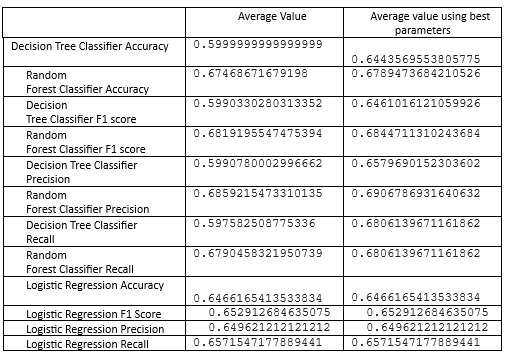 Average Value
Average value using best
parameters
Decision Tree Classifier Accuracy 0.5999999999999999
0.6443569553805775
Random 0.67468671679198 0.6789473684210526
Forest Classifier Accuracy
Decision 0.5990330280313352 0.6461016121059926
Tree Classifier F1 score
Random 0.6819195547475394 0.6844711310243684
Forest Classifier F1 score
Decision Tree Classifier 0.5990780002996662 0.6579690152303602
Precision
Random 0.6859215473310135 0.6906786931640632
Forest Classifier Precision
Decision Tree Classifier 0.597582508775336 0.6806139671161862
Recall
Random 0.6790458321950739 0.6806139671161862
Forest Classifier Recall
Logistic Regression Accuracy
0.6466165413533834 0.6466165413533834
Logistic Regression F1 Score 0.652912684635075 0.652912684635075
Logistic Regression Precision 0.649621212121212 0.649621212121212
Logistic Regression Recall 0.6571547177889441 0.6571547177889441